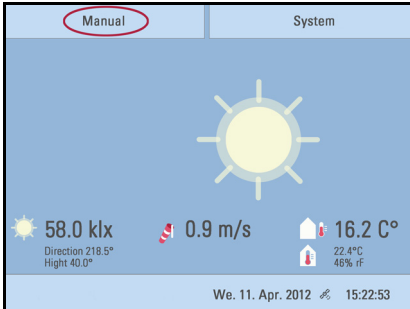 Manual System
58.0 klx 0.9 m/s 16.2 C°
Direction 218.5° 22.4°C
Hight 40.0° 46% rF
We. 11. Apr. 2012 15:22:53